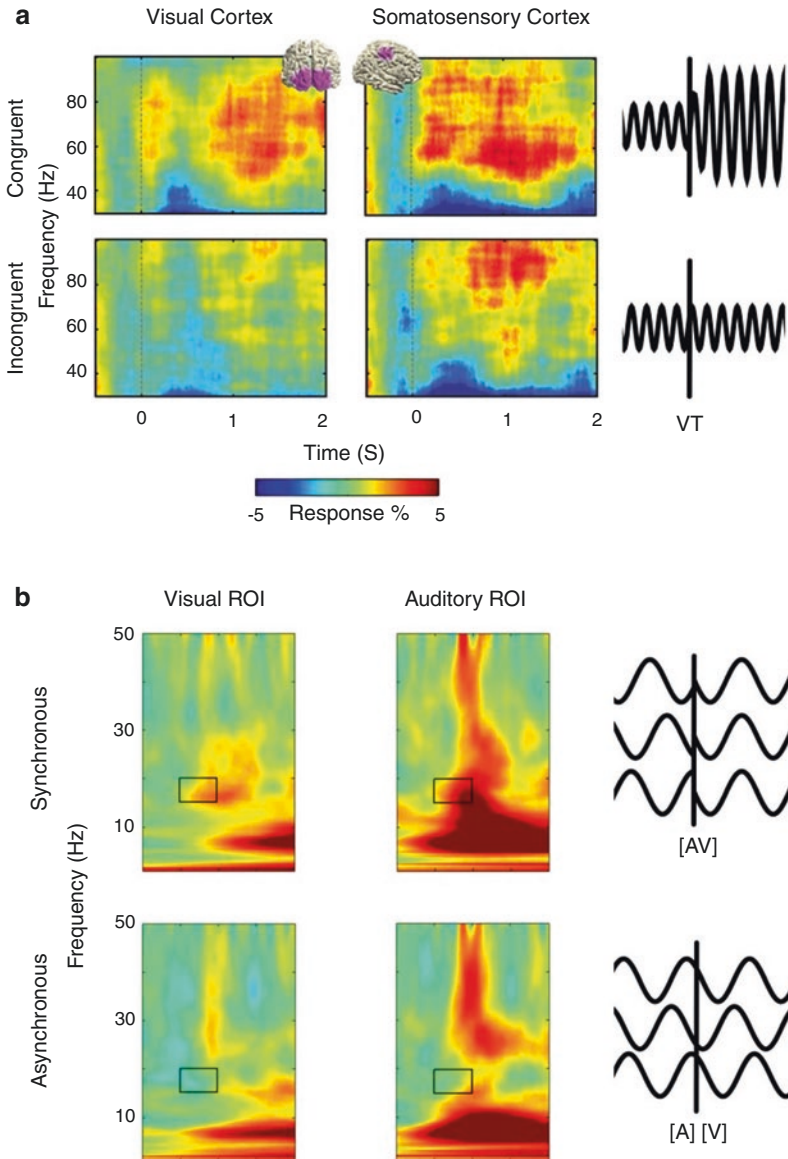 a
Visual Cortex Somatosensory Cortex
Congruent
Incongruent
Frequency (Hz)
80
60
40
80
60
40
0 1 2 0 1 2
VT
Time (S)
-5 Response % 5
b
Visual ROI Auditory ROI
Synchronous
Asynchronous
Frequency (Hz)
50
30
10
[AV]
50
30
10
[A] [V]